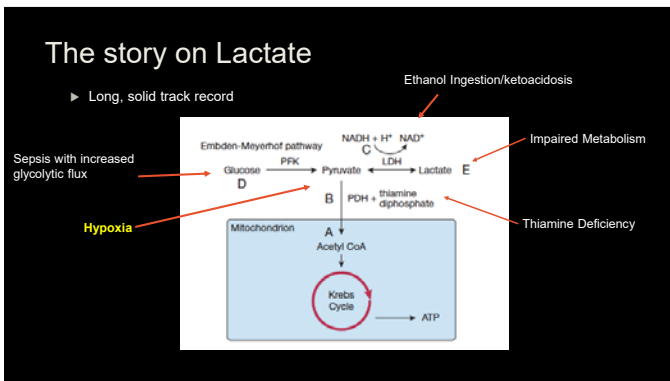 The story on Lactate
Ethanol Ingestion/ketoacidosis
► Long, solid track record
NADH + H⁺ NAD⁺
Embden-Meyerhof pathway
C
Impaired Metabolism
PFK
LDH
Sepsis with increased
glycolytic flux
Glucose
Pyruvate
Lactate
E
D
B
PDH + thiamine
diphosphate
Hypoxia
Thiamine Deficiency
Mitochondrion
A
Acetyl CoA
Krebs
Cycle
ATP